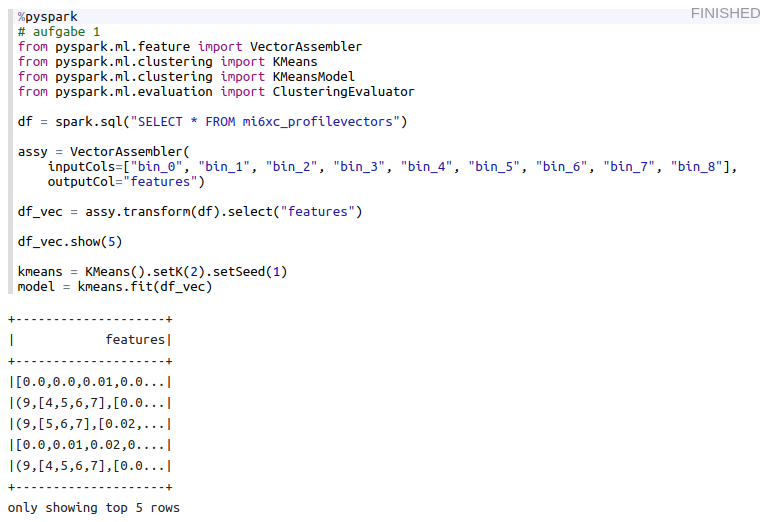 %pyspark
FINISHED
# aufgabe 1
from pyspark.ml.feature import VectorAssembler
from pyspark.ml.clustering import KMeans
from pyspark.ml.clustering import KMeansModel
from pyspark.ml.evaluation import ClusteringEvaluator

df = spark.sql("SELECT * FROM mi6xc_profilevectors")

assy = VectorAssembler(
    inputCols=["bin_0", "bin_1", "bin_2", "bin_3", "bin_4", "bin_5", "bin_6", "bin_7", "bin_8"],
    outputCol="features")

df_vec = assy.transform(df).select("features")

df_vec.show(5)

kmeans = KMeans().setK(2).setSeed(1)
model = kmeans.fit(df_vec)

+--------------------+
|            features|
+--------------------+
|[0.0,0.0,0.01,0.0...|
|(9,[4,5,6,7],[0.0...|
|(9,[5,6,7],[0.02,...|
|[0.0,0.01,0.02,0....|
|(9,[4,5,6,7],[0.0...|
+--------------------+
only showing top 5 rows